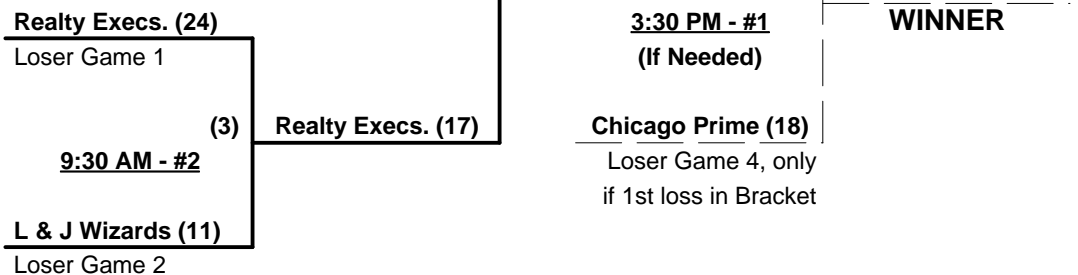 Realty Execs. (24)
Loser Game 1
(3)
9:30 AM - #2
L & J Wizards (11)
Loser Game 2
Realty Execs. (17)
3:30 PM - #1
(If Needed)
Chicago Prime (18)
Loser Game 4, only
if 1st loss in Bracket
WINNER